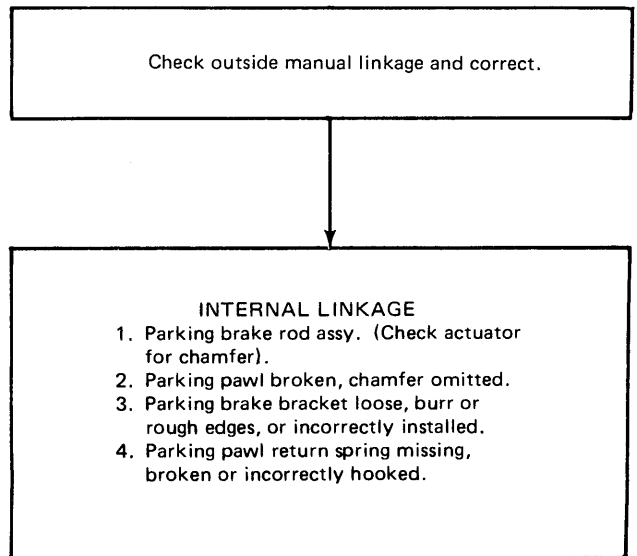 Check outside manual linkage and correct.
INTERNAL LINKAGE
1. Parking brake rod assy. (Check actuator
for chamfer).
2. Parking pawl broken, chamfer omitted.
3. Parking brake bracket loose, burr or
rough edges, or incorrectly installed.
4. Parking pawl return spring missing,
broken or incorrectly hooked.